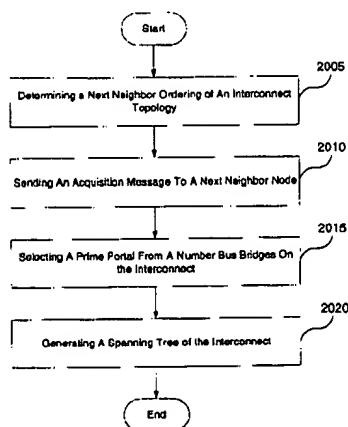 Start
2005
Determining a Next Neighbor Ordering of An Interconnect
Topology
2010
Sending An Acquisition Message To A Next Neighbor Node
2015
Selecting A Prime Portal From A Number Bus Bridges On
the Interconnect
2020
Generating A Spanning Tree of the Interconnect
End